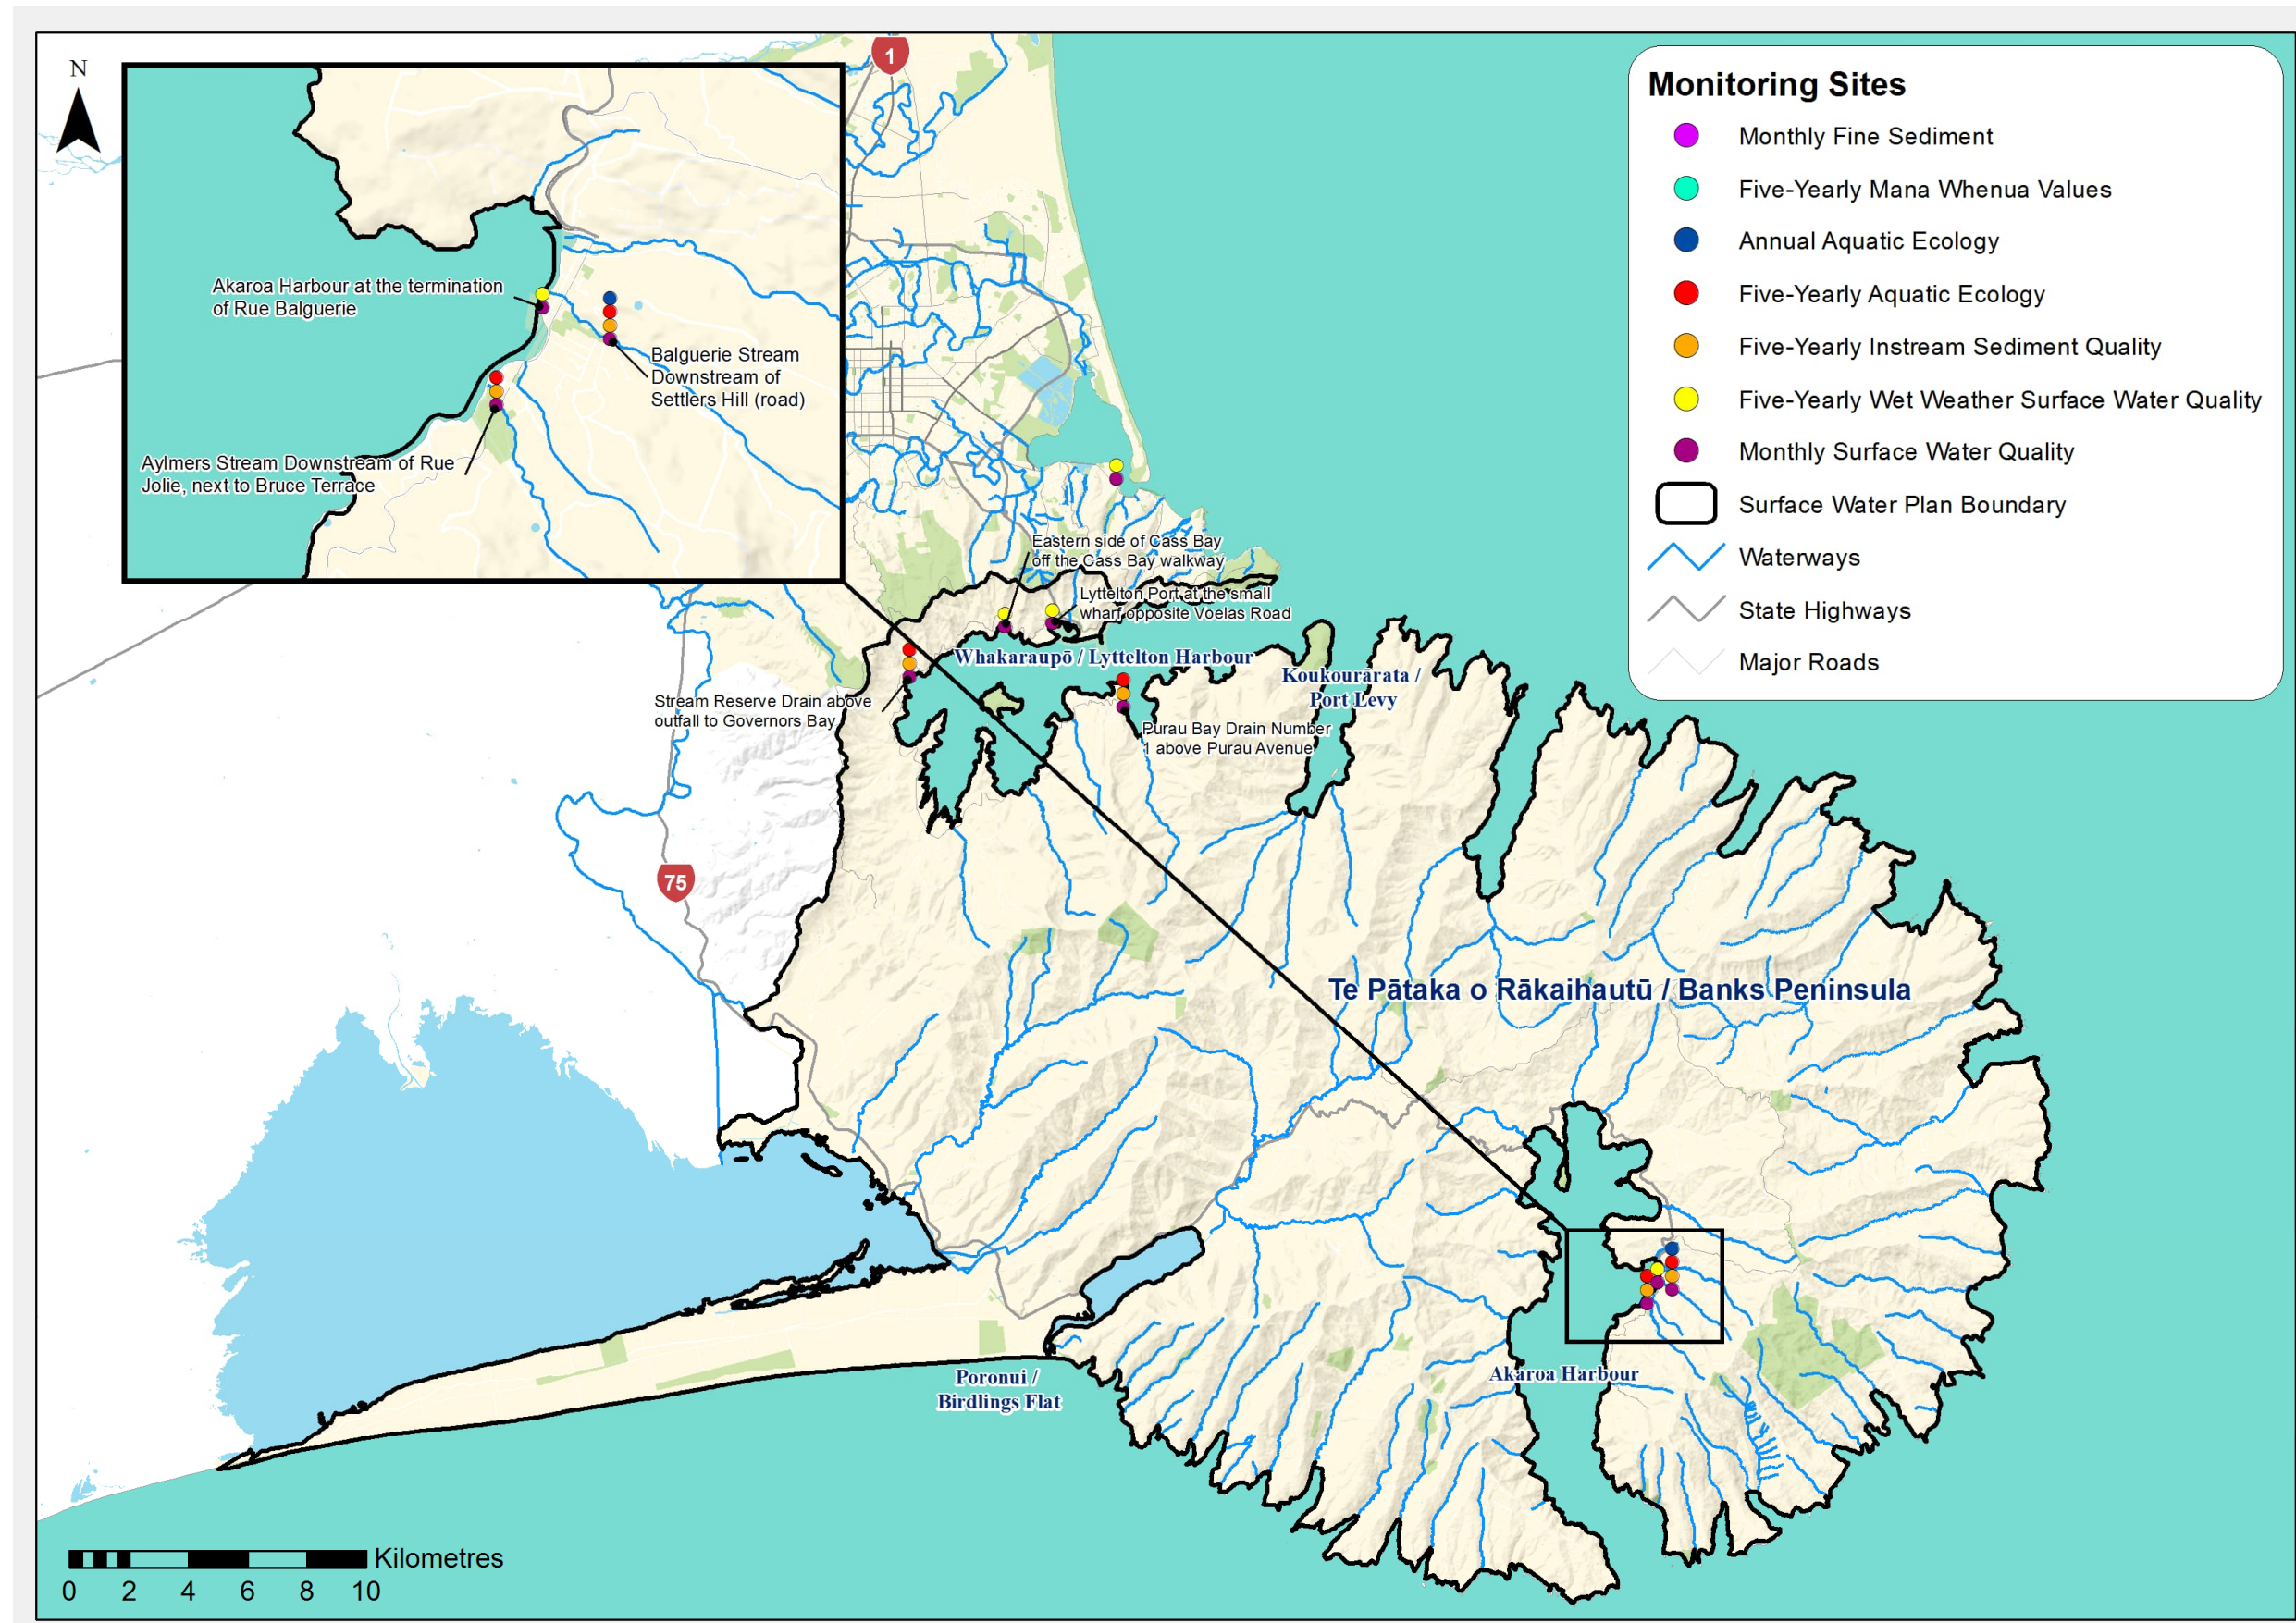 N
1
Monitoring Sites
Monthly Fine Sediment
Five-Yearly Mana Whenua Values
Annual Aquatic Ecology
Five-Yearly Aquatic Ecology
Five-Yearly Instream Sediment Quality
Five-Yearly Wet Weather Surface Water Quality
Monthly Surface Water Quality
Surface Water Plan Boundary
Waterways
State Highways
Major Roads
Akaroa Harbour at the termination
of Rue Balguerie
Balguerie Stream
Downstream of
Settlers Hill (road)
Aylmers Stream Downstream of Rue
Jolie, next to Bruce Terrace
Eastern side of Cass Bay
off the Cass Bay walkway
Lyttelton Port at the small
wharf opposite Voelas Road
Whakaraupō / Lyttelton Harbour
Koukourārata /
Port Levy
Stream Reserve Drain above
outfall to Governors Bay
Purau Bay Drain Number
1 above Purau Avenue
75
Te Pātaka o Rākaihautū / Banks Peninsula
Akaroa Harbour
Poronui /
Birdlings Flat
Kilometres
0 2 4 6 8 10